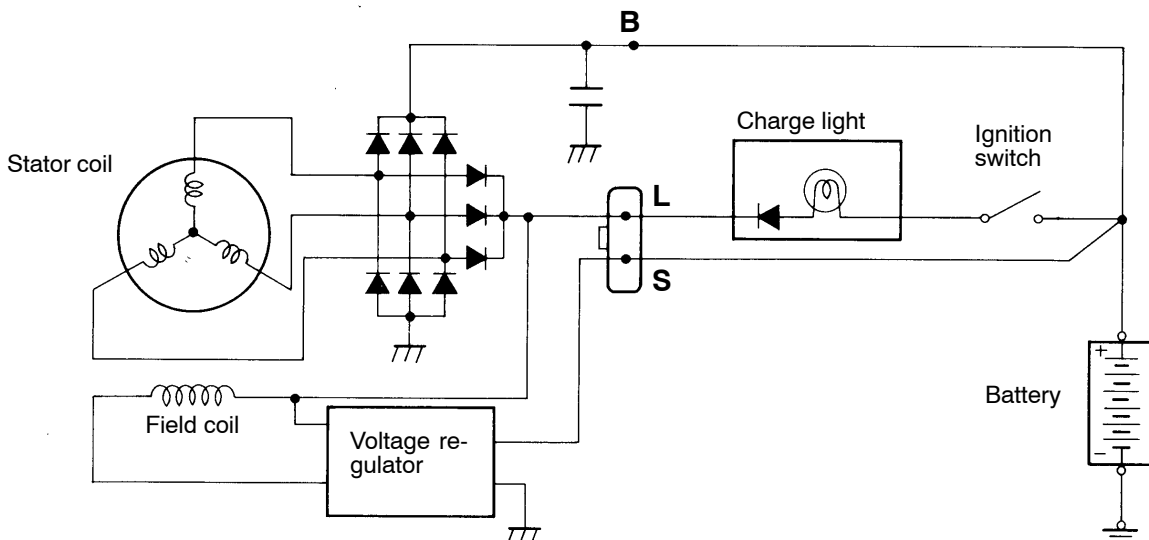 B
Charge light
Ignition
switch
Stator coil
L
S
+
Battery
−
Field coil
Voltage re-
gulator